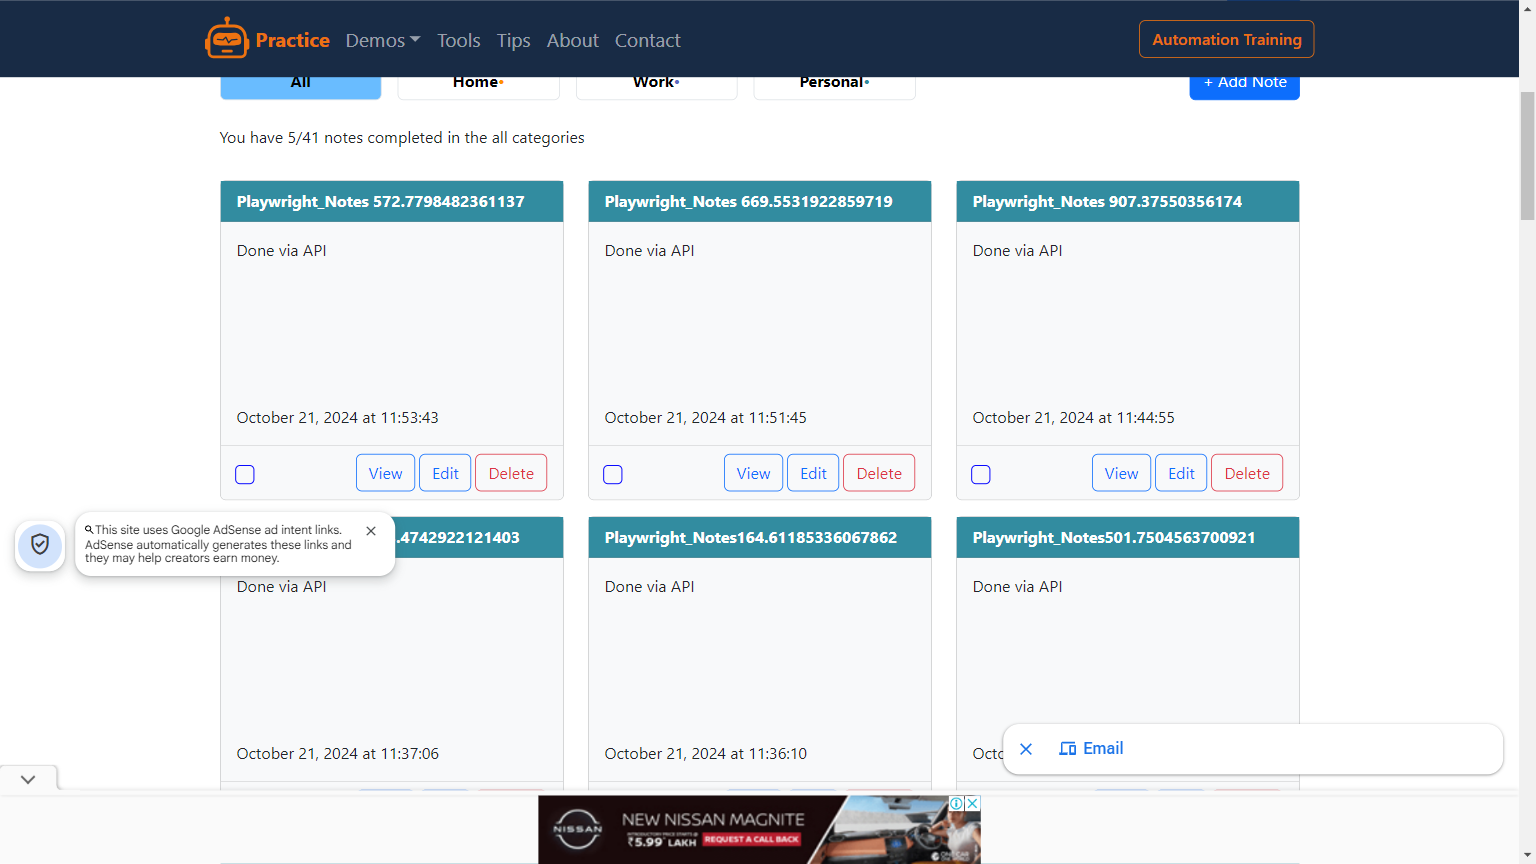 Practice Demos Tools Tips About Contact Automation Training
All Home Work Personal + Add Note
You have 5/41 notes completed in the all categories
Playwright_Notes 572.7798482361137
Done via API
October 21, 2024 at 11:53:43
View Edit Delete
Playwright_Notes 669.5531922859719
Done via API
October 21, 2024 at 11:51:45
View Edit Delete
Playwright_Notes 907.37550356174
Done via API
October 21, 2024 at 11:44:55
View Edit Delete
This site uses Google AdSense ad intent links.
AdSense automatically generates these links and
they may help creators earn money.
.4742922121403
Done via API
October 21, 2024 at 11:37:06
Playwright_Notes164.61185336067862
Done via API
October 21, 2024 at 11:36:10
Playwright_Notes501.7504563700921
Done via API
Email
NISSAN
NEW NISSAN MAGNITE
INTRODUCTORY PRICE STARTS @
₹5.99* LAKH REQUEST A CALL BACK